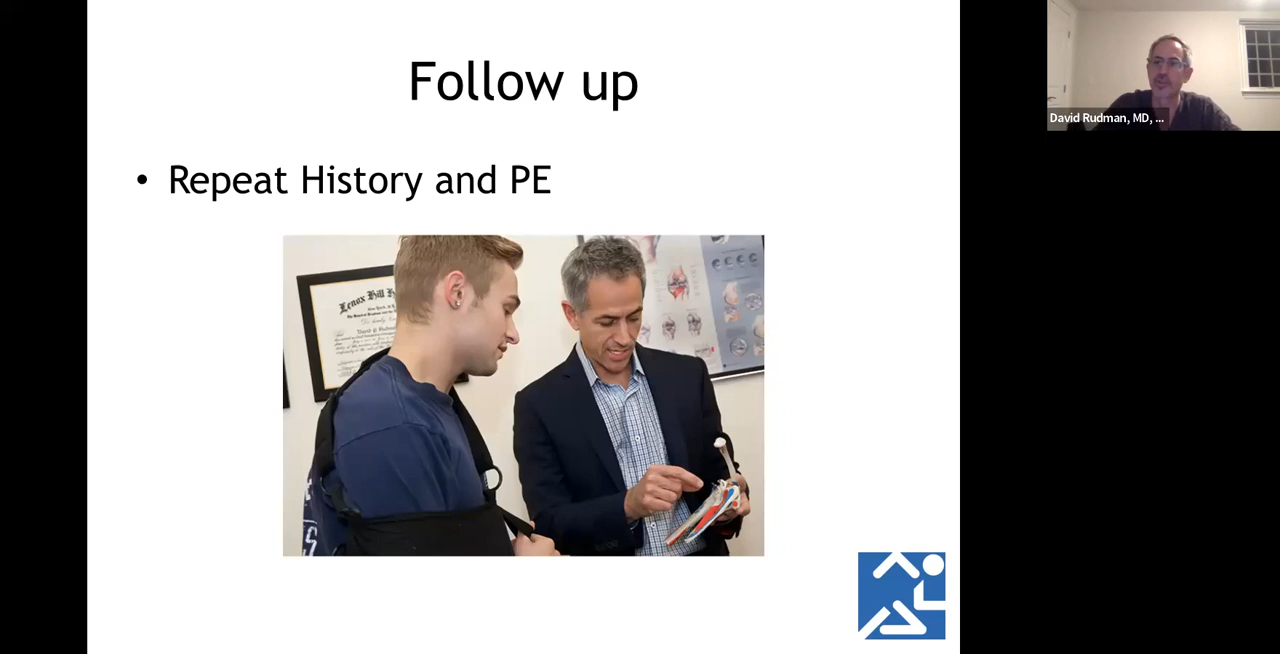 Follow up
• Repeat History and PE
David Rudman, MD, ...
Lenox Hill H